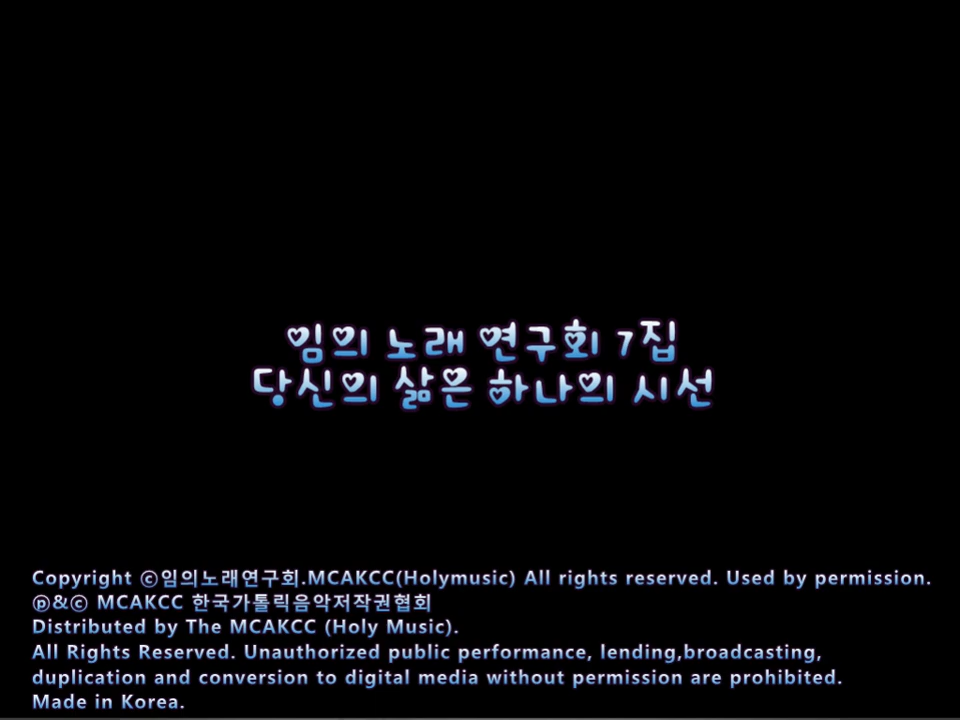 임의 노래 연구회 7집
당신의 삶은 하나의 시선
Copyright ⓒ임의노래연구회.MCAKCC(Holymusic) All rights reserved. Used by permission.
ⓟ&ⓒ MCAKCC 한국가톨릭음악저작권협회
Distributed by The MCAKCC (Holy Music).
All Rights Reserved. Unauthorized public performance, lending,broadcasting,
duplication and conversion to digital media without permission are prohibited.
Made in Korea.